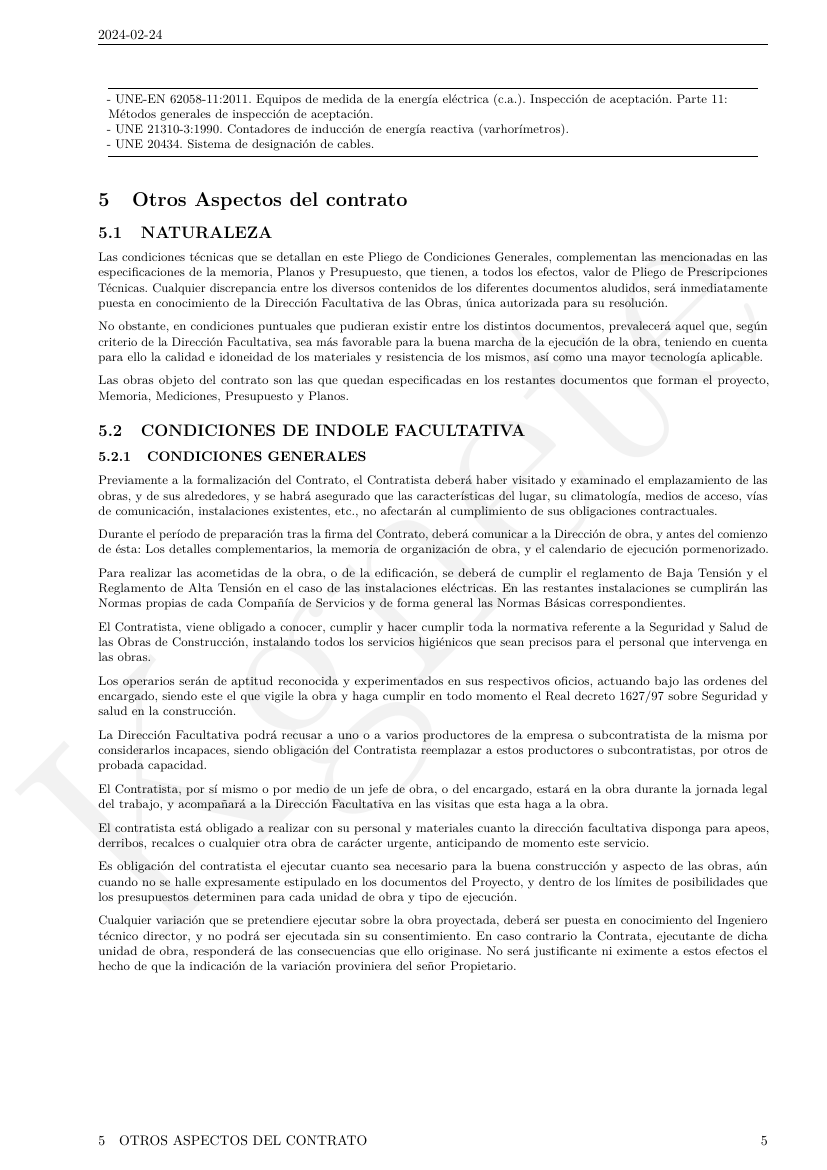 2024-02-24
- UNE-EN 62058-11:2011. Equipos de medida de la energía eléctrica (c.a.). Inspección de aceptación. Parte 11:
Métodos generales de inspección de aceptación.
- UNE 21310-3:1990. Contadores de inducción de energía reactiva (varhorímetros).
- UNE 20434. Sistema de designación de cables.
5 Otros Aspectos del contrato
5.1 NATURALEZA
Las condiciones técnicas que se detallan en este Pliego de Condiciones Generales, complementan las mencionadas en las
especificaciones de la memoria, Planos y Presupuesto, que tienen, a todos los efectos, valor de Pliego de Prescripciones
Técnicas. Cualquier discrepancia entre los diversos contenidos de los diferentes documentos aludidos, será inmediatamente
puesta en conocimiento de la Dirección Facultativa de las Obras, única autorizada para su resolución.
No obstante, en condiciones puntuales que pudieran existir entre los distintos documentos, prevalecerá aquel que, según
criterio de la Dirección Facultativa, sea más favorable para la buena marcha de la ejecución de la obra, teniendo en cuenta
para ello la calidad e idoneidad de los materiales y resistencia de los mismos, así como una mayor tecnología aplicable.
Las obras objeto del contrato son las que quedan especificadas en los restantes documentos que forman el proyecto,
Memoria, Mediciones, Presupuesto y Planos.
5.2 CONDICIONES DE INDOLE FACULTATIVA
5.2.1 CONDICIONES GENERALES
Previamente a la formalización del Contrato, el Contratista deberá haber visitado y examinado el emplazamiento de las
obras, y de sus alrededores, y se habrá asegurado que las características del lugar, su climatología, medios de acceso, vías
de comunicación, instalaciones existentes, etc., no afectarán al cumplimiento de sus obligaciones contractuales.
Durante el período de preparación tras la firma del Contrato, deberá comunicar a la Dirección de obra, y antes del comienzo
de ésta: Los detalles complementarios, la memoria de organización de obra, y el calendario de ejecución pormenorizado.
Para realizar las acometidas de la obra, o de la edificación, se deberá de cumplir el reglamento de Baja Tensión y el
Reglamento de Alta Tensión en el caso de las instalaciones eléctricas. En las restantes instalaciones se cumplirán las
Normas propias de cada Compañía de Servicios y de forma general las Normas Básicas correspondientes.
El Contratista, viene obligado a conocer, cumplir y hacer cumplir toda la normativa referente a la Seguridad y Salud de
las Obras de Construcción, instalando todos los servicios higiénicos que sean precisos para el personal que intervenga en
las obras.
Los operarios serán de aptitud reconocida y experimentados en sus respectivos oficios, actuando bajo las ordenes del
encargado, siendo este el que vigile la obra y haga cumplir en todo momento el Real decreto 1627/97 sobre Seguridad y
salud en la construcción.
La Dirección Facultativa podrá recusar a uno o a varios productores de la empresa o subcontratista de la misma por
considerarlos incapaces, siendo obligación del Contratista reemplazar a estos productores o subcontratistas, por otros de
probada capacidad.
El Contratista, por sí mismo o por medio de un jefe de obra, o del encargado, estará en la obra durante la jornada legal
del trabajo, y acompañará a la Dirección Facultativa en las visitas que esta haga a la obra.
El contratista está obligado a realizar con su personal y materiales cuanto la dirección facultativa disponga para apeos,
derribos, recalces o cualquier otra obra de carácter urgente, anticipando de momento este servicio.
Es obligación del contratista el ejecutar cuanto sea necesario para la buena construcción y aspecto de las obras, aún
cuando no se halle expresamente estipulado en los documentos del Proyecto, y dentro de los límites de posibilidades que
los presupuestos determinen para cada unidad de obra y tipo de ejecución.
Cualquier variación que se pretendiere ejecutar sobre la obra proyectada, deberá ser puesta en conocimiento del Ingeniero
técnico director, y no podrá ser ejecutada sin su consentimiento. En caso contrario la Contrata, ejecutante de dicha
unidad de obra, responderá de las consecuencias que ello originase. No será justificante ni eximente a estos efectos el
hecho de que la indicación de la variación proviniera del señor Propietario.
5 OTROS ASPECTOS DEL CONTRATO 5